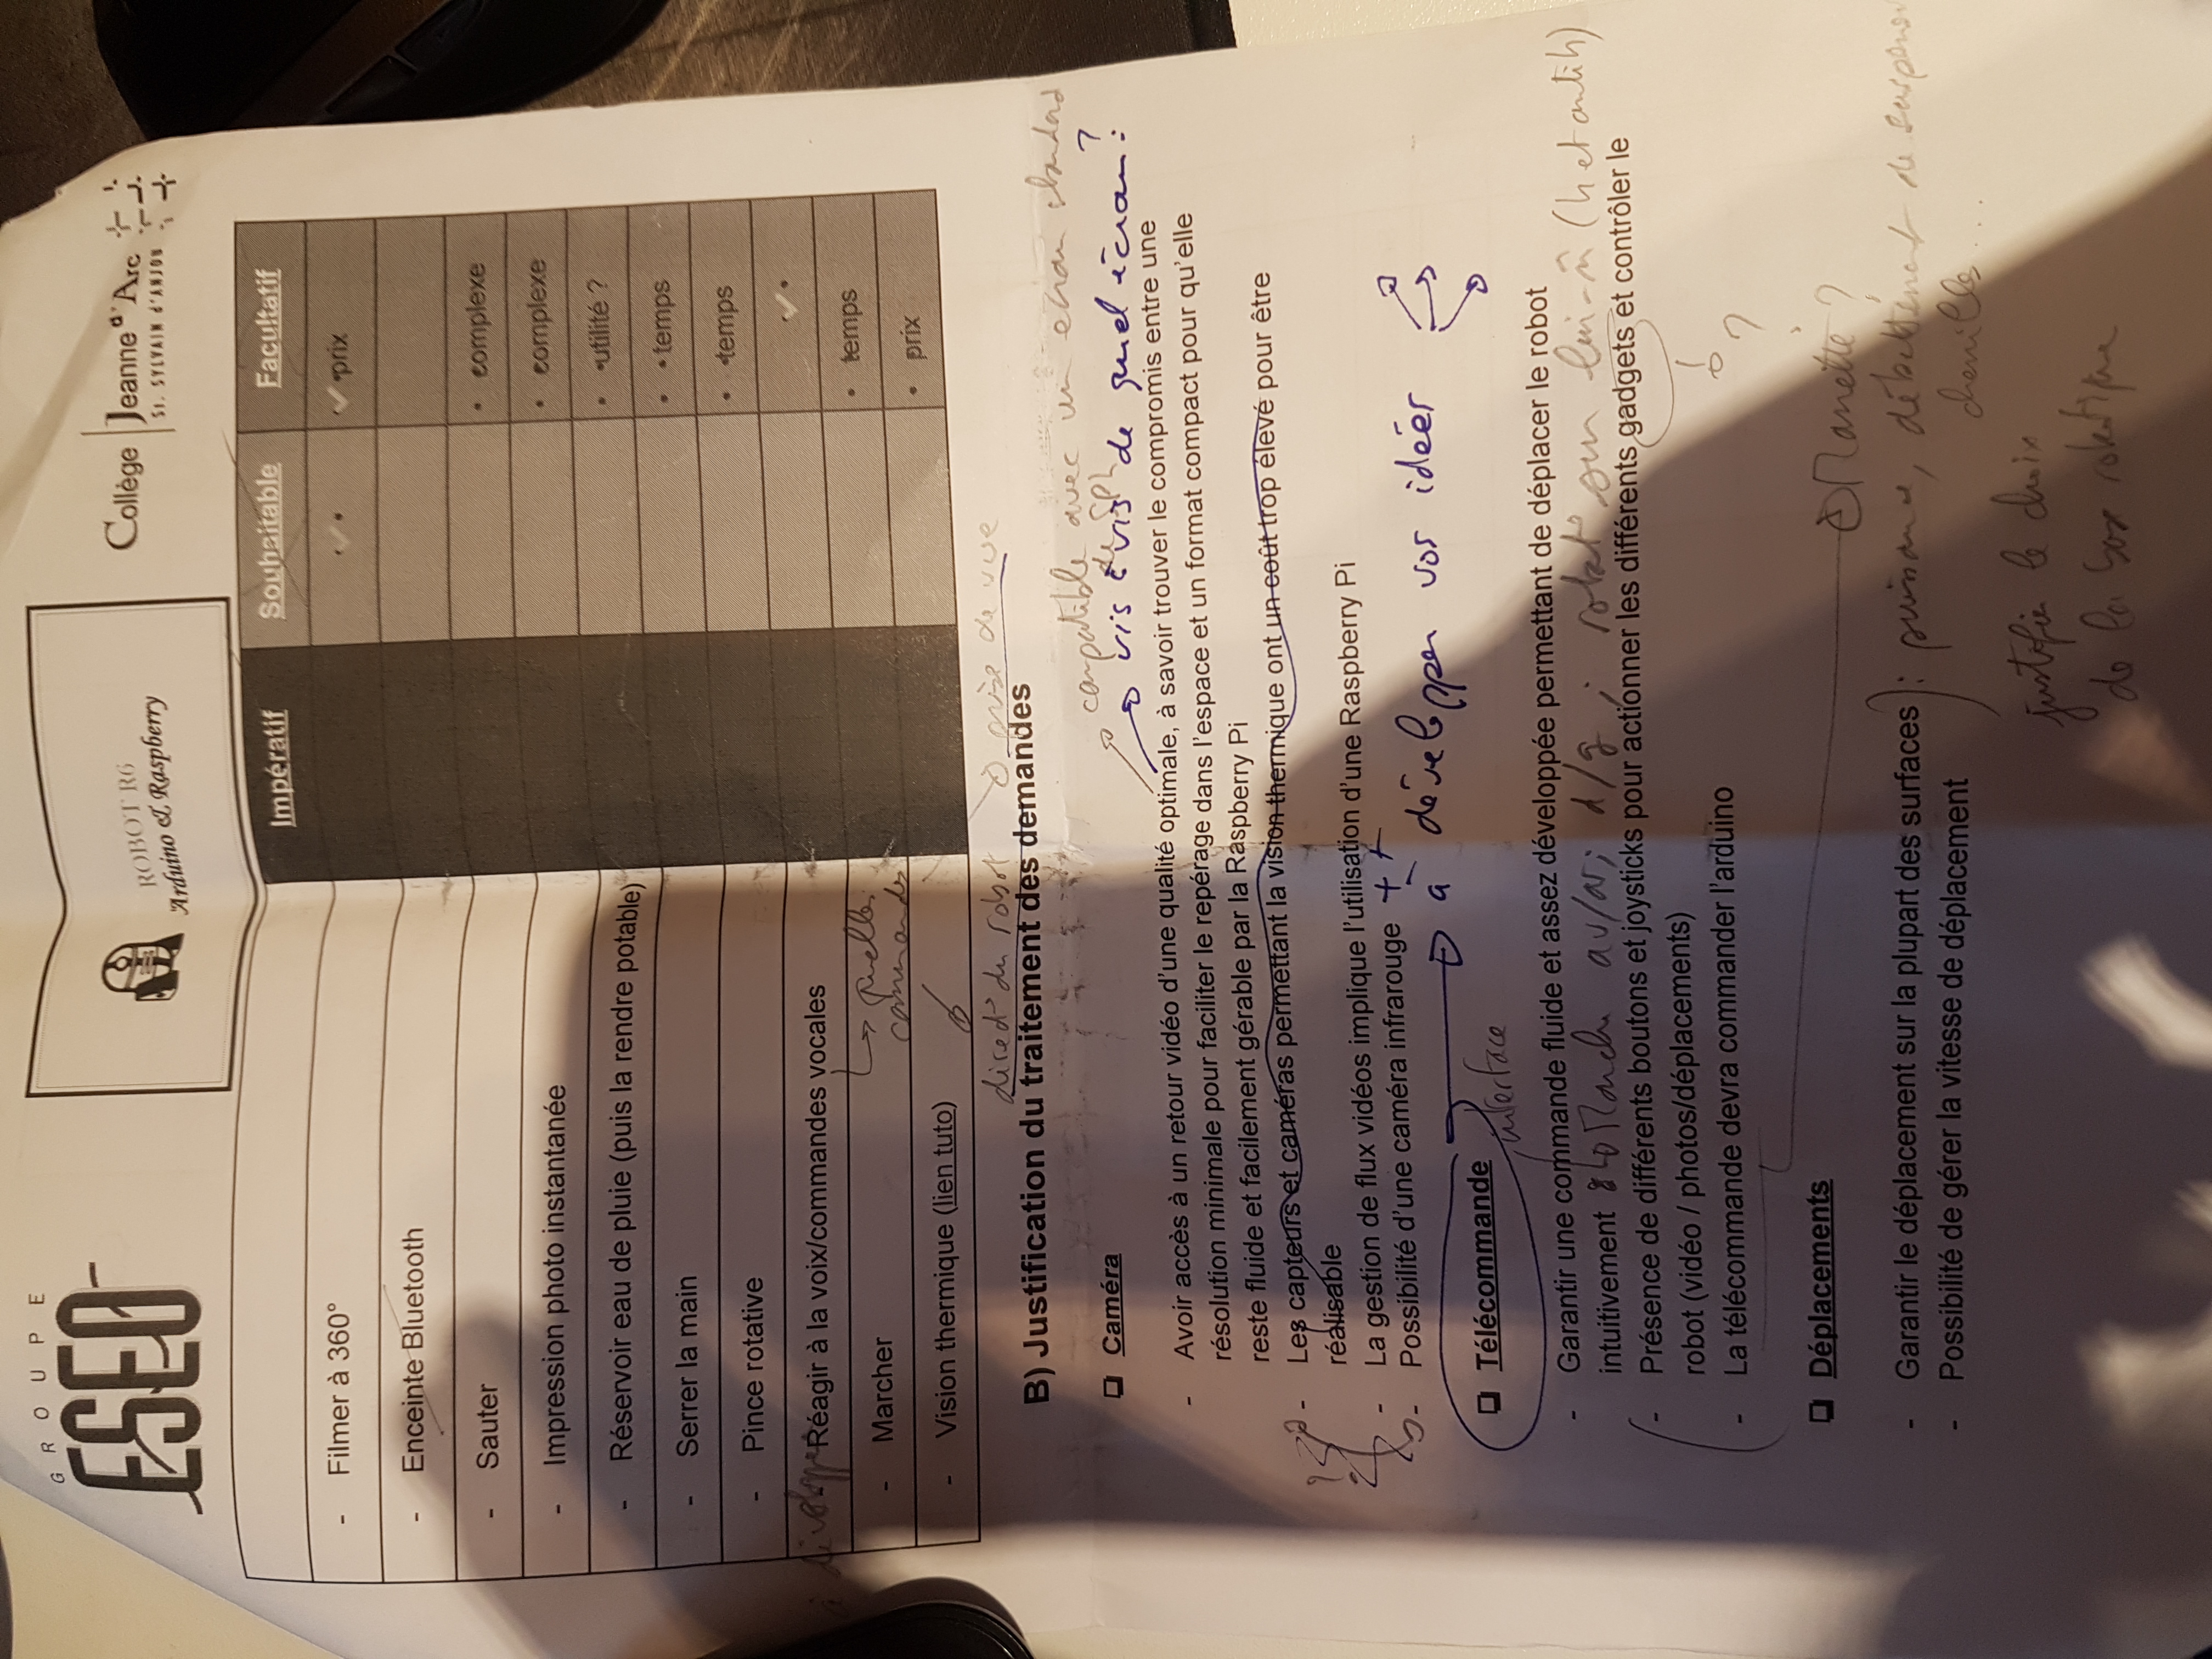 GROUPE
ESEO
ROBOT R6
Arduino & Raspberry
Collège Jeanne d'Arc
St. SYLVAIN d'ANJOU
Impératif Souhaitable Facultatif
- Filmer à 360° ✓• ✓•prix
- Enceinte Bluetooth
- Sauter • complexe
- Impression photo instantanée • complexe
- Réservoir eau de pluie (puis la rendre potable) • •utilité ?
- Serrer la main • •temps
- Pince rotative • •temps
à développer - Réagir à la voix/commandes vocales ✓•
→ quelles
commandes
- Marcher • temps
- Vision thermique (lien tuto) • prix
direct° du robot → prise de vue
B) Justification du traitement des demandes
compatible avec un écran standard
❑ Caméra
→ vis à vis de quel écran ?
- Avoir accès à un retour vidéo d'une qualité optimale, à savoir trouver le compromis entre une
résolution minimale pour faciliter le repérage dans l'espace et un format compact pour qu'elle
reste fluide et facilement gérable par la Raspberry Pi
- Les capteurs et caméras permettant la vision thermique ont un coût trop élevé pour être
réalisable
- La gestion de flux vidéos implique l'utilisation d'une Raspberry Pi
- Possibilité d'une caméra infrarouge ++
→ à développer vos idées
❑ Télécommande
interface
- Garantir une commande fluide et assez développée permettant de déplacer le robot
intuitivement → Marche av/ar; d/g ; robot° sur lui-m̂ (h et antih)
- Présence de différents boutons et joysticks pour actionner les différents gadgets et contrôler le
robot (vidéo / photos/déplacements)
- La télécommande devra commander l'arduino
?
❑ Déplacements
→ Manette ?
- Garantir le déplacement sur la plupart des surfaces : puissance, débattement de suspension
- Possibilité de gérer la vitesse de déplacement
chenilles...
justifier le choix
de la base robotique